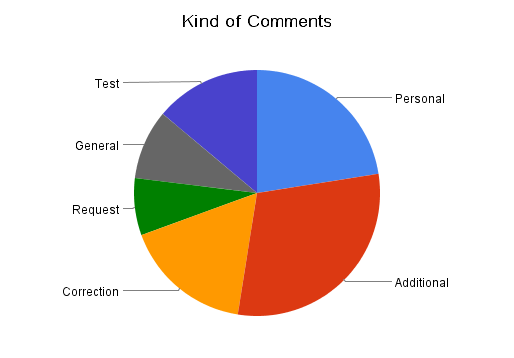 Kind of Comments
Test
Personal
General
Request
Additional
Correction